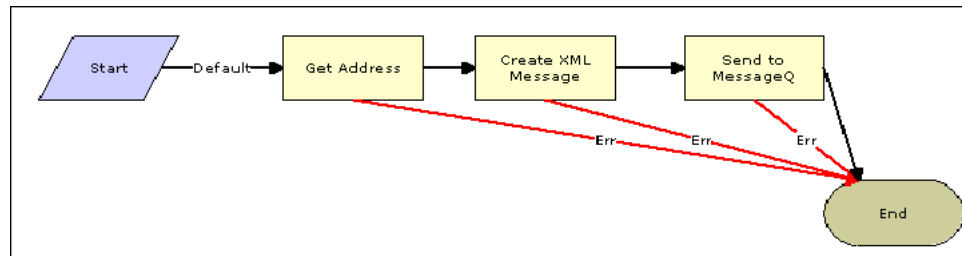 Start
Default
Get Address
Create XML
Message
Send to
MessageQ
Err
Err
Err
End